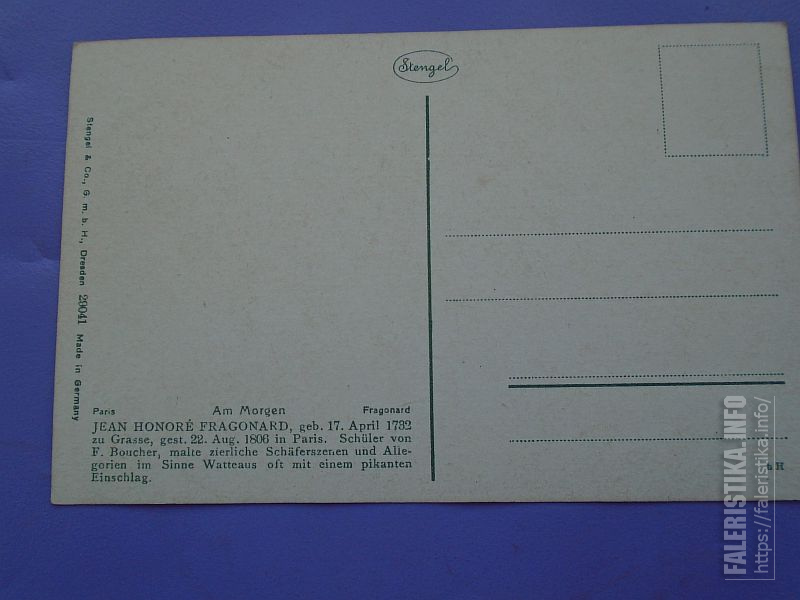 Stengel
Stengel & Co., G. m. b. H., Dresden 29041 Made in Germany
Paris Am Morgen Fragonard
JEAN HONORÉ FRAGONARD, geb. 17. April 1732
zu Grasse, gest. 22. Aug. 1806 in Paris. Schüler von
F. Boucher, malte zierliche Schäferszenen und Alle-
gorien im Sinne Watteaus oft mit einem pikanten
Einschlag.
FALERISTIKA.INFO
https://faleristika.info/